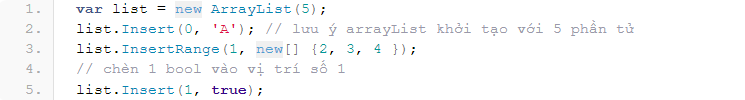 1. var list = new ArrayList(5);
2. list.Insert(0, 'A'); // lưu ý arrayList khởi tạo với 5 phần tử
3. list.InsertRange(1, new[] {2, 3, 4 });
4. // chèn 1 bool vào vị trí số 1
5. list.Insert(1, true);